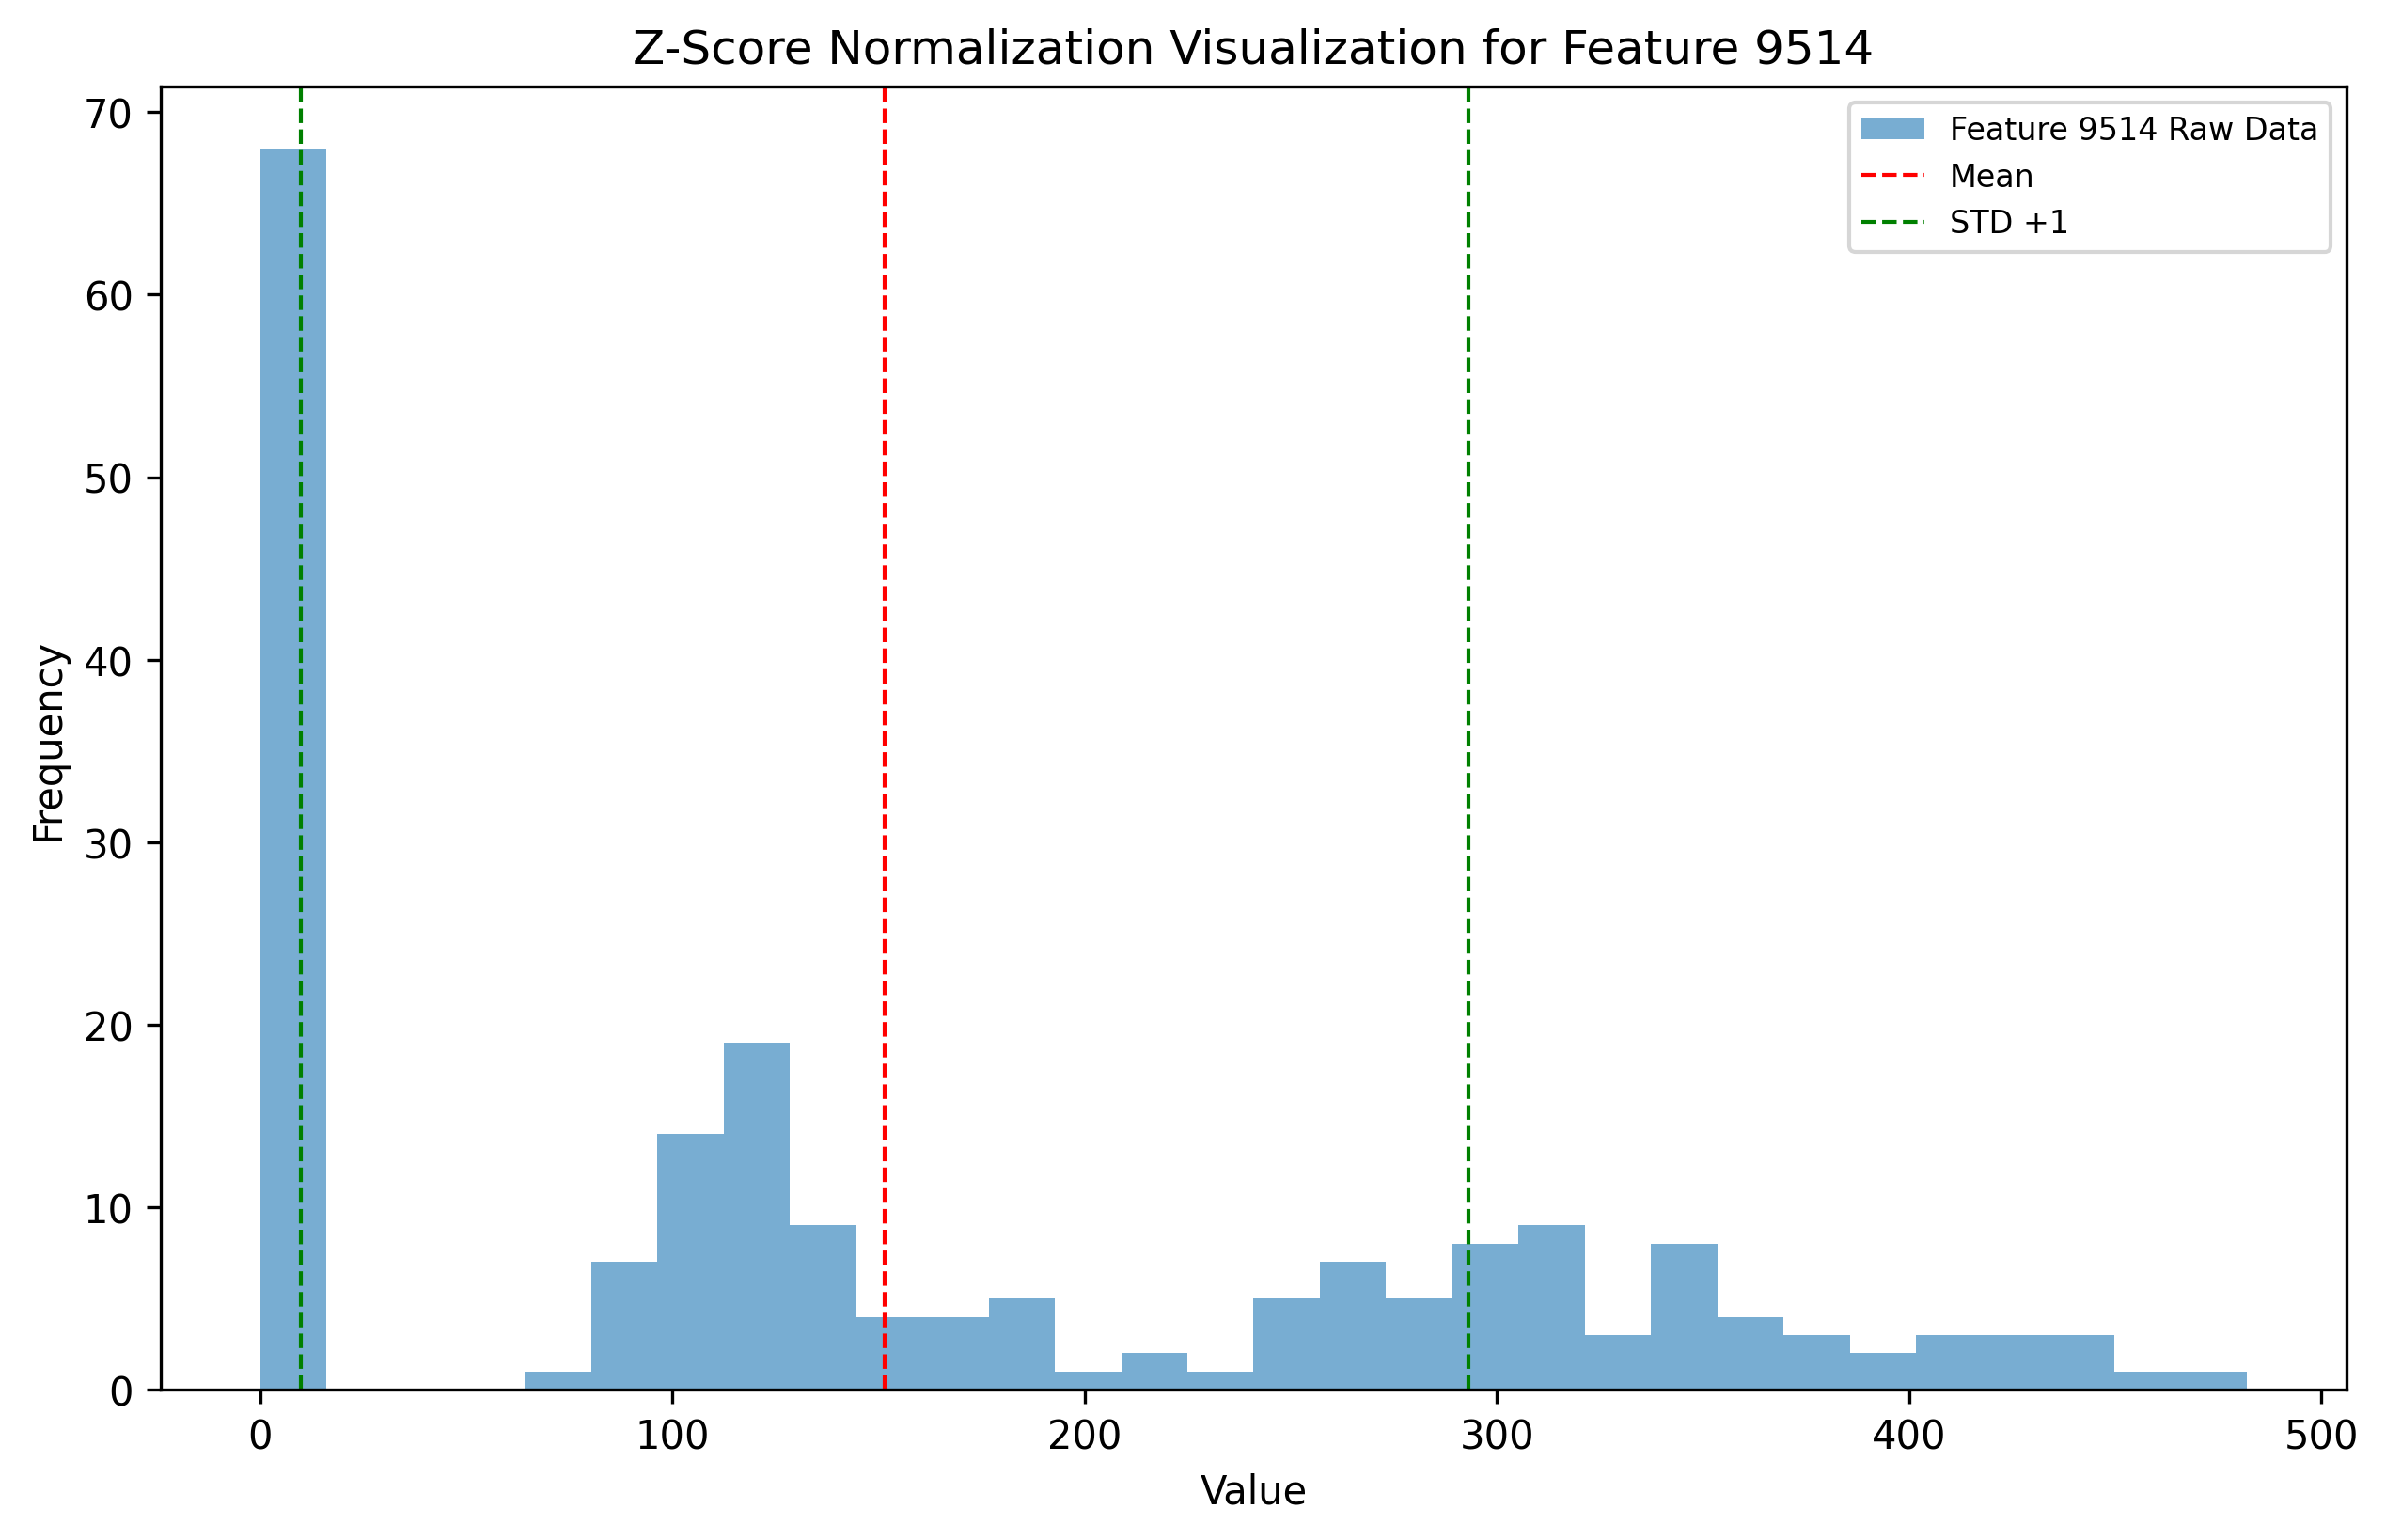 Z-Score Normalization Visualization for Feature 9514
Feature 9514 Raw Data
Mean
STD +1
Frequency
70
60
50
40
30
20
10
0
0 100 200 300 400 500
Value